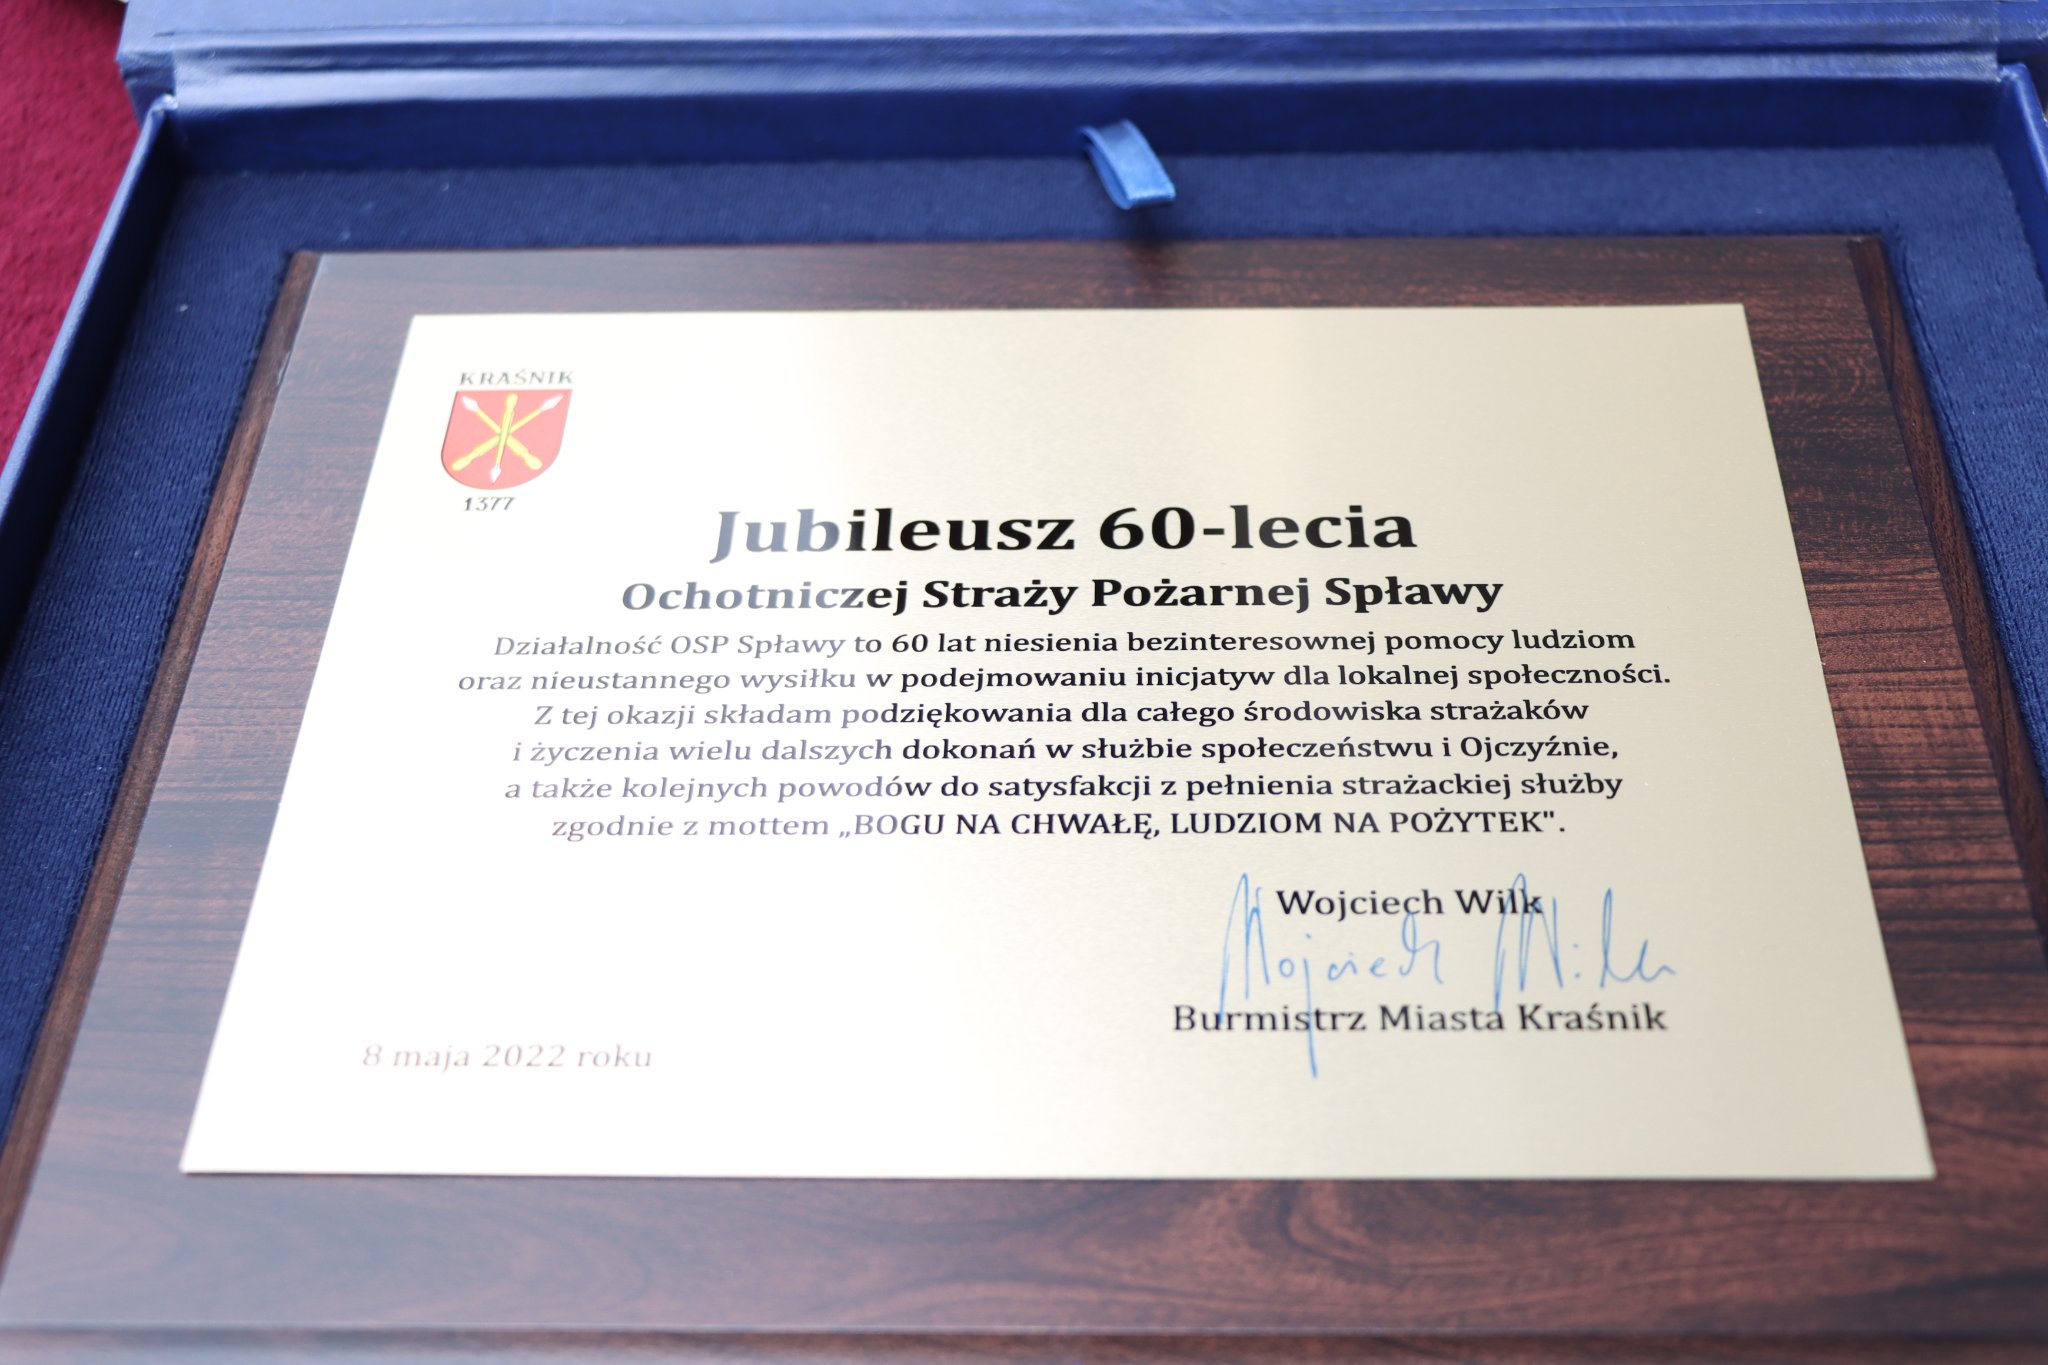 KRAŚNIK
1377
Jubileusz 60-lecia
Ochotniczej Straży Pożarnej Spławy
Działalność OSP Spławy to 60 lat niesienia bezinteresownej pomocy ludziom
oraz nieustannego wysiłku w podejmowaniu inicjatyw dla lokalnej społeczności.
Z tej okazji składam podziękowania dla całego środowiska strażaków
i życzenia wielu dalszych dokonań w służbie społeczeństwu i Ojczyźnie,
a także kolejnych powodów do satysfakcji z pełnienia strażackiej służby
zgodnie z mottem „BOGU NA CHWAŁĘ, LUDZIOM NA POŻYTEK".
Wojciech Wilk
Wojciech Wilk
Burmistrz Miasta Kraśnik
8 maja 2022 roku